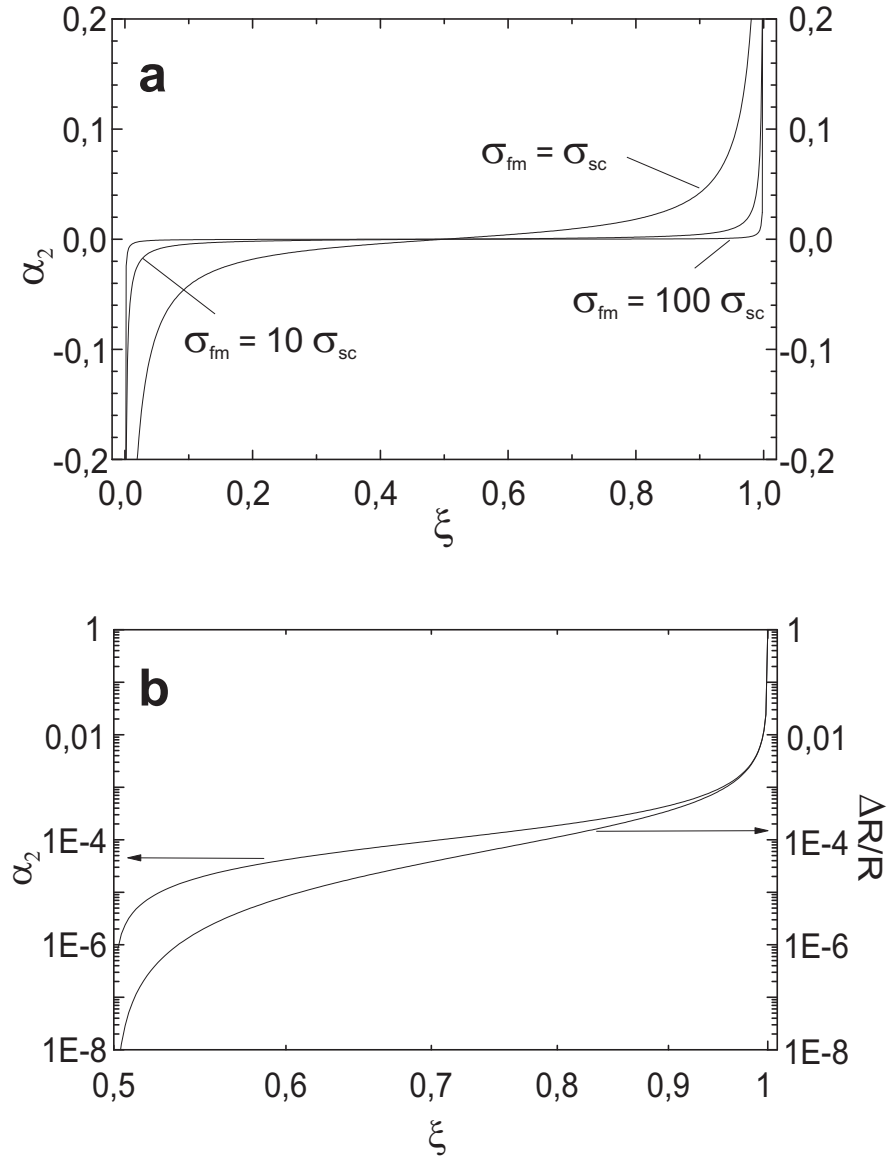 0,2 0,2
a
0,1 0,1
σfm = σsc
0,0 0,0
α2
σfm = 100 σsc
σfm = 10 σsc
-0,1 -0,1
-0,2 -0,2
0,0 0,2 0,4 0,6 0,8 1,0
ξ
1 1
b
0,01 0,01
1E-4 1E-4
α2
ΔR/R
1E-6 1E-6
1E-8 1E-8
0,5 0,6 0,7 0,8 0,9 1
ξ